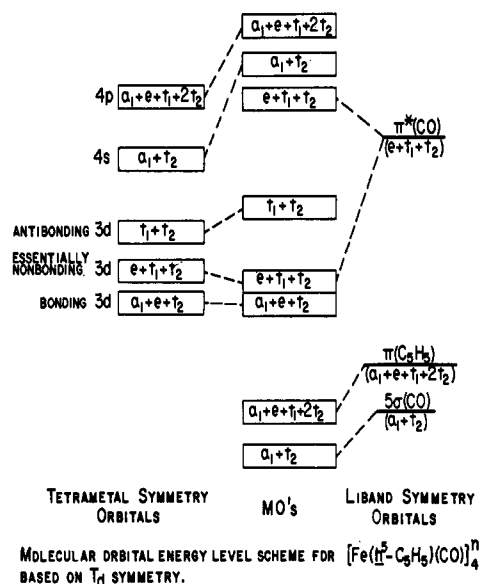 a₁+e+t₁+2t₂
a₁+t₂
4p a₁+e+t₁+2t₂
e+t₁+t₂
π*(CO)
(e+t₁+t₂)
4s a₁+t₂
t₁+t₂
ANTIBONDING 3d t₁+t₂
ESSENTIALLY
NONBONDING, 3d e+t₁+t₂
e+t₁+t₂
BONDING 3d a₁+e+t₂
a₁+e+t₂
π(C₅H₅)
(a₁+e+t₁+2t₂)
a₁+e+t₁+2t₂
5σ(CO)
(a₁+t₂)
a₁+t₂
TETRAMETAL SYMMETRY
ORBITALS
MO'S
LIBAND SYMMETRY
ORBITALS
MOLECULAR ORBITAL ENERGY LEVEL SCHEME FOR [Fe(h⁵-C₅H₅)(CO)]₄ⁿ
BASED ON Td SYMMETRY.